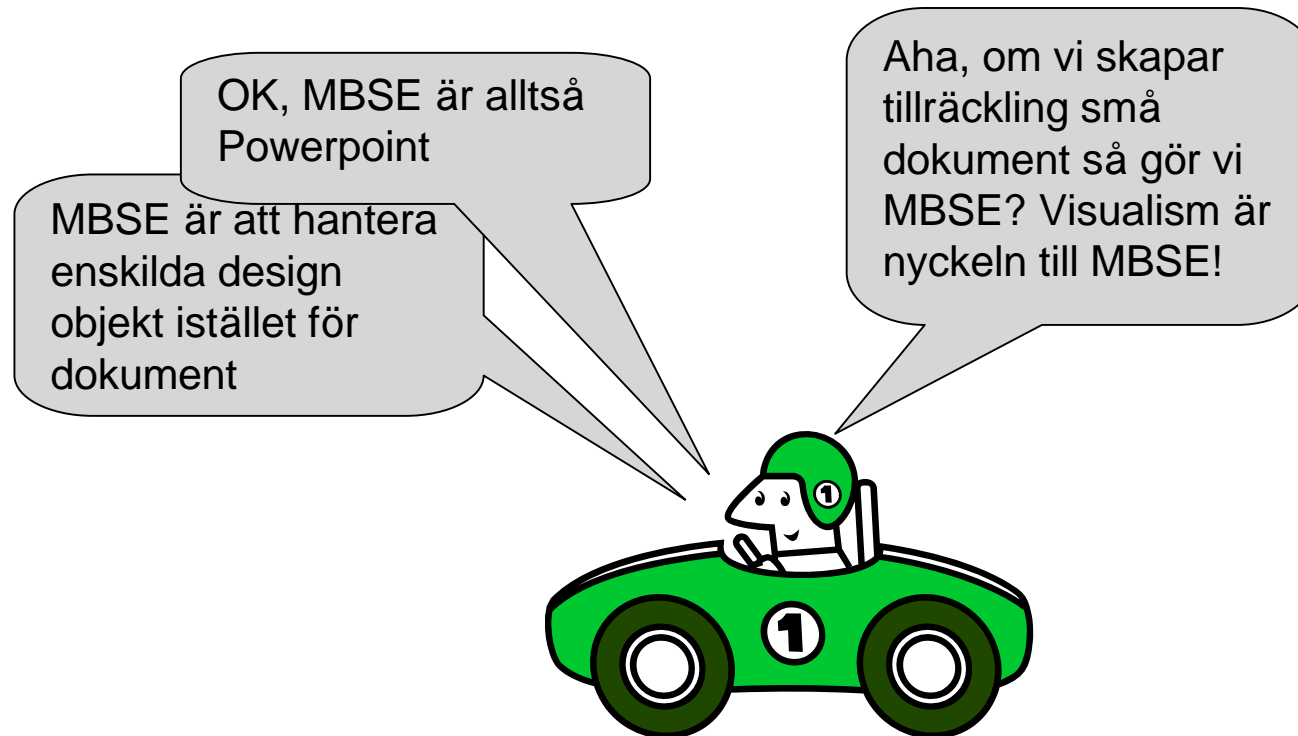 OK, MBSE är alltså
Powerpoint
MBSE är att hantera
enskilda design
objekt istället för
dokument
Aha, om vi skapar
tillräckling små
dokument så gör vi
MBSE? Visualism är
nyckeln till MBSE!
1
1